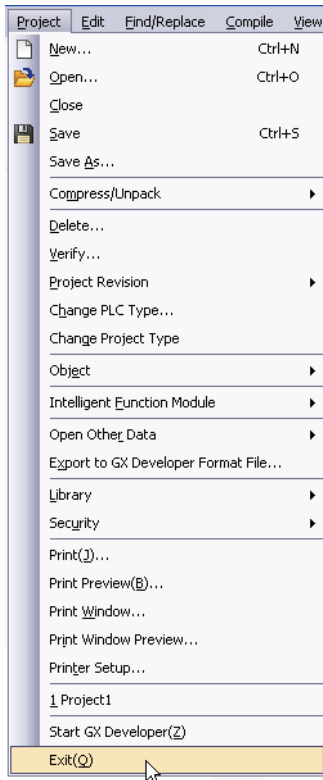 Project Edit Find/Replace Compile View
New... Ctrl+N
Open... Ctrl+O
Close
Save Ctrl+S
Save As...
Compress/Unpack
Delete...
Verify...
Project Revision
Change PLC Type...
Change Project Type
Object
Intelligent Function Module
Open Other Data
Export to GX Developer Format File...
Library
Security
Print(J)...
Print Preview(B)...
Print Window...
Print Window Preview...
Printer Setup...
1 Project1
Start GX Developer(Z)
Exit(Q)